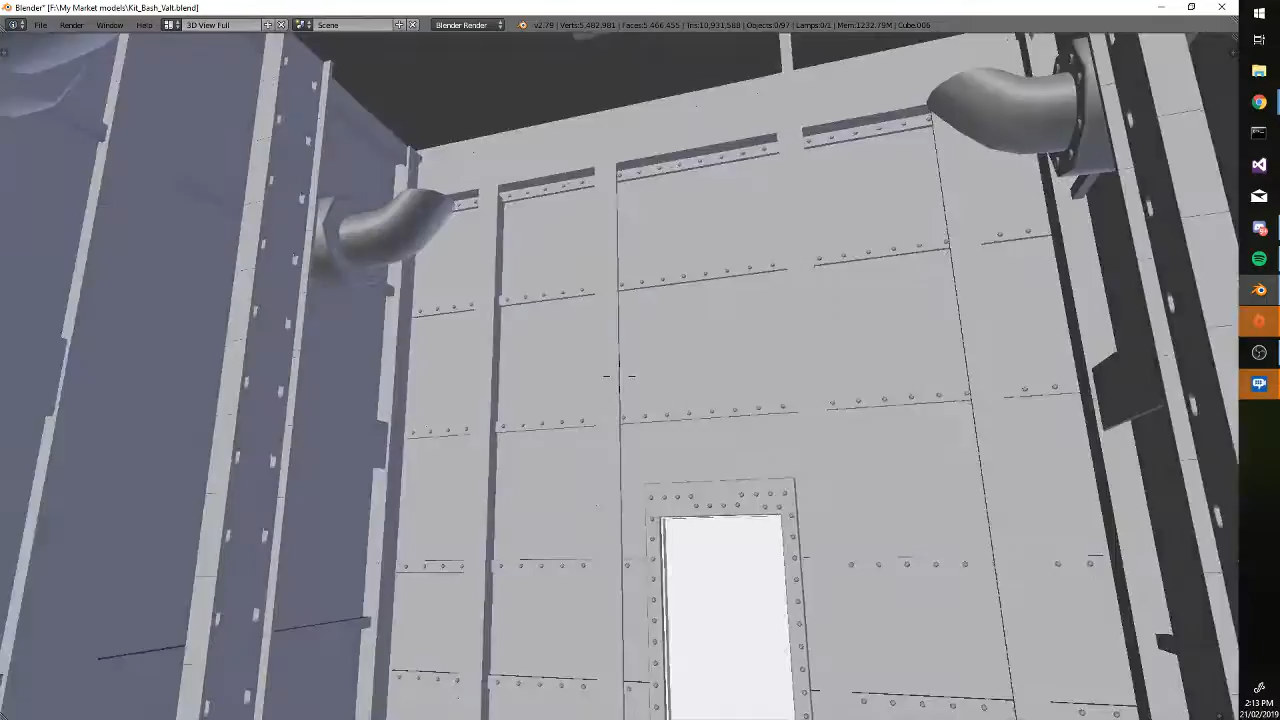 Blender* [F:\My Market models\Kit_Bash_Valt.blend]
File Render Window Help 3D View Full Scene Blender Render v2.79 | Verts:5,482,981 | Faces:5,466,455 | Tris:10,931,588 | Objects:0/97 | Lamps:0/1 | Mem:1232.79M | Cube.006
2:13 PM
21/02/2019